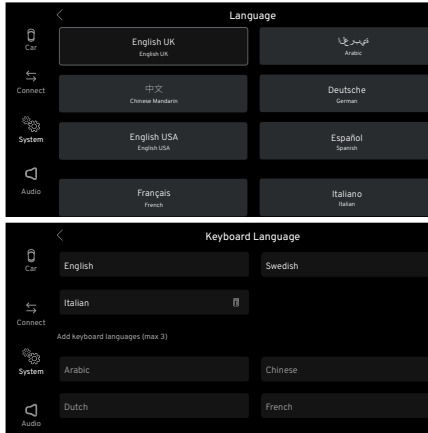 Language
Car
English UK
English UK
Arabic
Connect
中文
Chinese Mandarin
Deutsche
German
System
English USA
English USA
Español
Spanish
Audio
Français
French
Italiano
Italian
Keyboard Language
Car
English
Swedish
Connect
Italian
Add keyboard languages (max 3)
System
Arabic
Chinese
Audio
Dutch
French